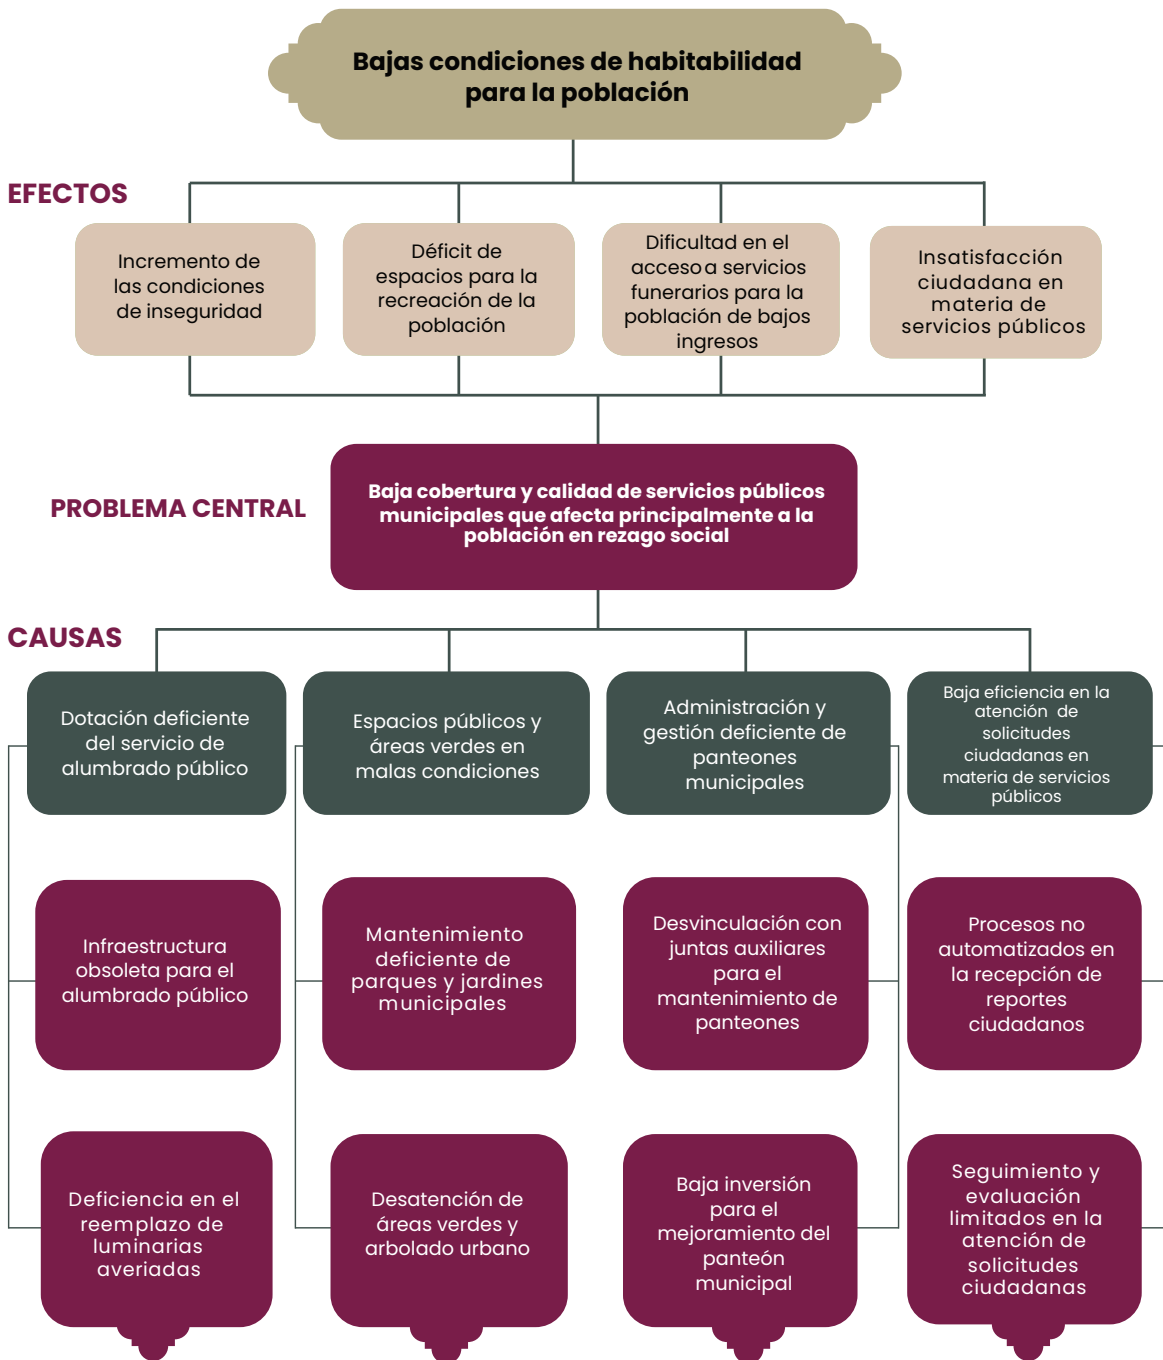 Bajas condiciones de habitabilidad
para la población
EFECTOS
Incremento de
las condiciones
de inseguridad
Déficit de
espacios para la
recreación de la
población
Dificultad en el
acceso a servicios
funerarios para la
población de bajos
ingresos
Insatisfacción
ciudadana en
materia de
servicios públicos
PROBLEMA CENTRAL
Baja cobertura y calidad de servicios públicos
municipales que afecta principalmente a la
población en rezago social
CAUSAS
Dotación deficiente
del servicio de
alumbrado público
Espacios públicos y
áreas verdes en
malas condiciones
Administración y
gestión deficiente de
panteones
municipales
Baja eficiencia en la
atención de
solicitudes
ciudadanas en
materia de servicios
públicos
Infraestructura
obsoleta para el
alumbrado público
Mantenimiento
deficiente de
parques y jardines
municipales
Desvinculación con
juntas auxiliares
para el
mantenimiento de
panteones
Procesos no
automatizados en
la recepción de
reportes
ciudadanos
Deficiencia en el
reemplazo de
luminarias
averiadas
Desatención de
áreas verdes y
arbolado urbano
Baja inversión
para el
mejoramiento del
panteón
municipal
Seguimiento y
evaluación
limitados en la
atención de
solicitudes
ciudadanas